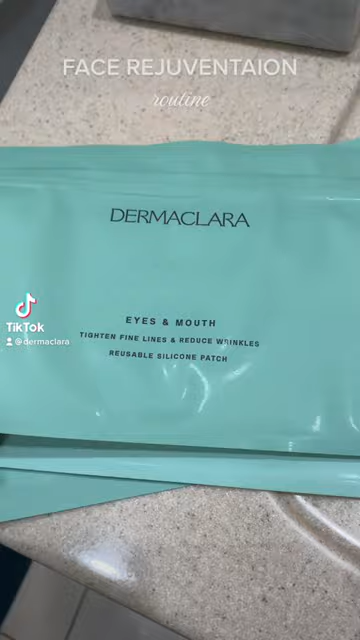 FACE REJUVENTAION
routine
DERMACLARA
EYES & MOUTH
TIGHTEN FINE LINES & REDUCE WRINKLES
REUSABLE SILICONE PATCH
TikTok
@dermaclara